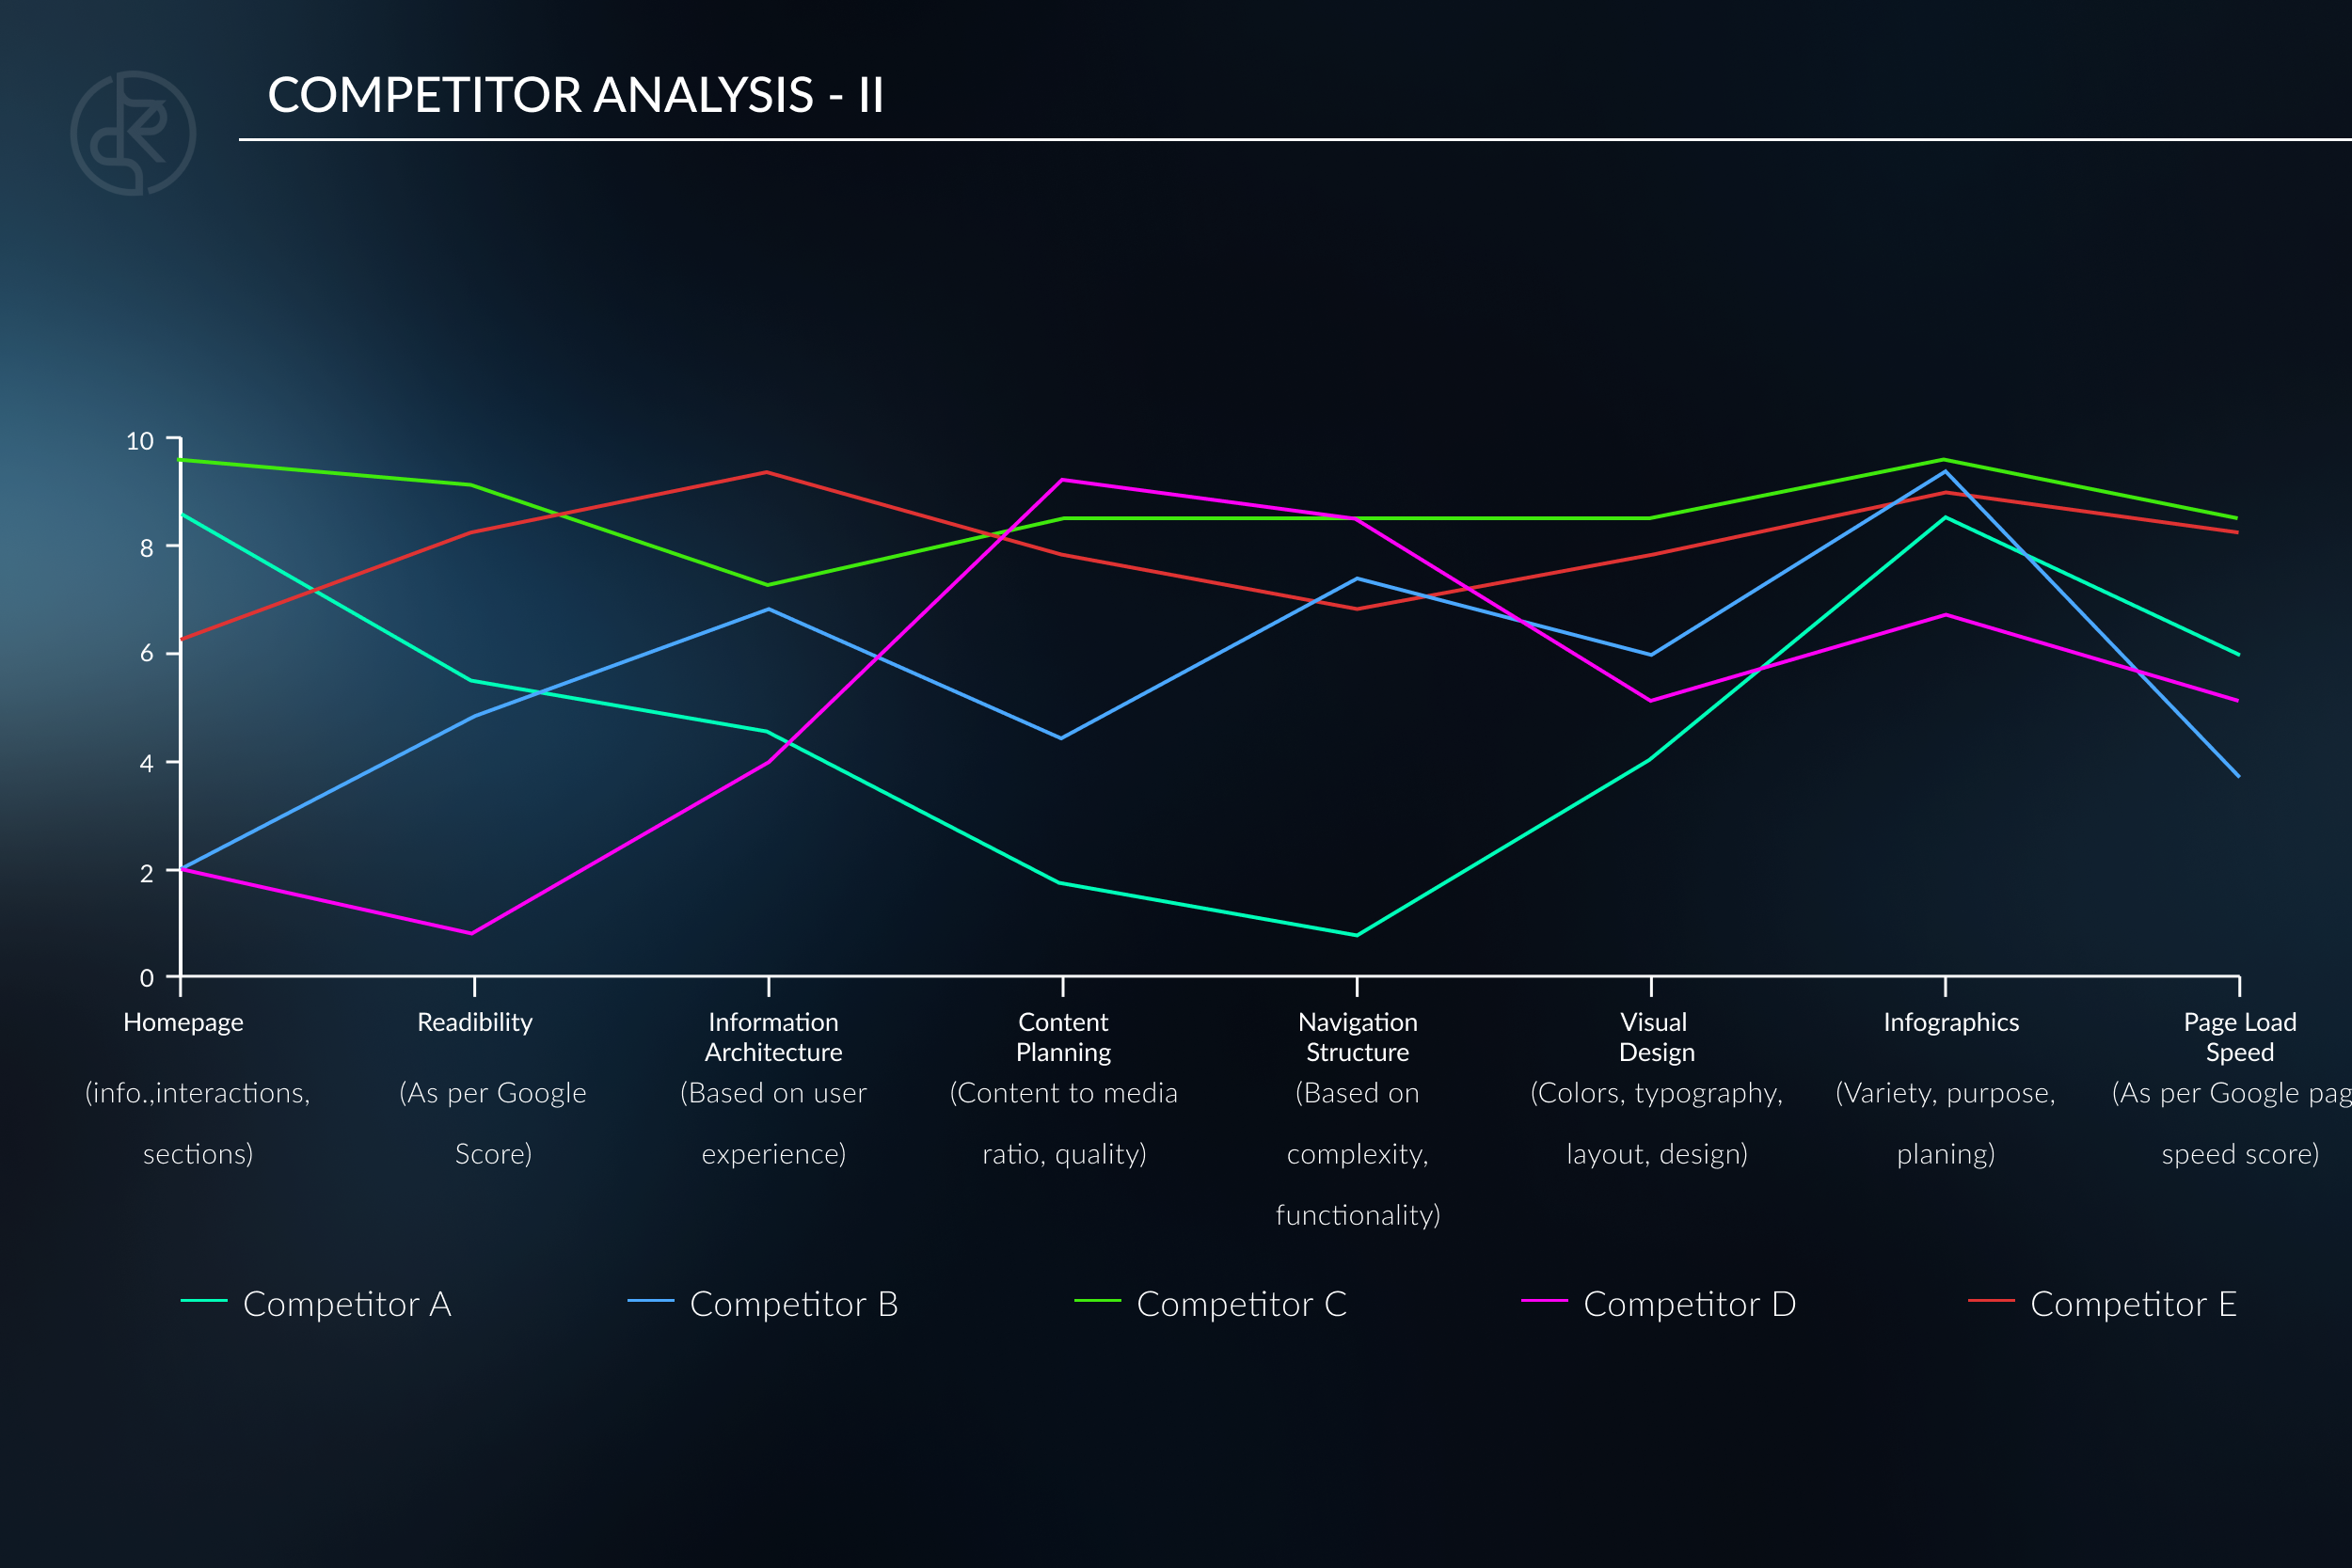 COMPETITOR ANALYSIS - II
10
8
6
4
2
0
Homepage
(info.,interactions,
sections)
Readibility
(As per Google
Score)
Information
Architecture
(Based on user
experience)
Content
Planning
(Content to media
ratio, quality)
Navigation
Structure
(Based on
complexity,
functionality)
Visual
Design
(Colors, typography,
layout, design)
Infographics
(Variety, purpose,
planing)
Page Load
Speed
(As per Google pag
speed score)
Competitor A
Competitor B
Competitor C
Competitor D
Competitor E